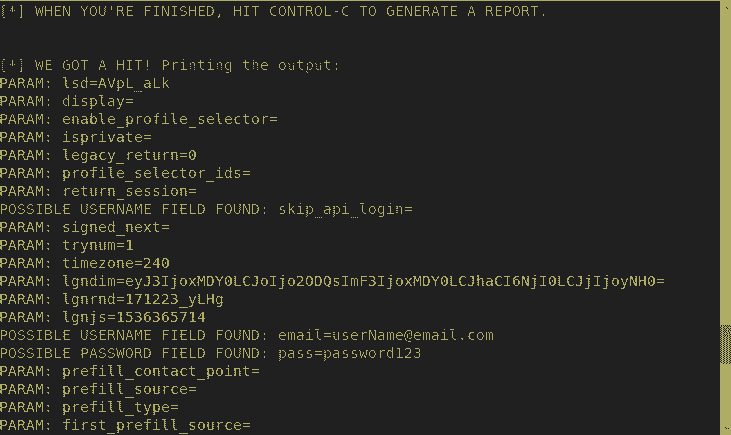 [*] WHEN YOU'RE FINISHED, HIT CONTROL-C TO GENERATE A REPORT.
[*] WE GOT A HIT! Printing the output:
PARAM: lsd=AVpL_aLk
PARAM: display=
PARAM: enable_profile_selector=
PARAM: isprivate=
PARAM: legacy_return=0
PARAM: profile_selector_ids=
PARAM: return_session=
POSSIBLE USERNAME FIELD FOUND: skip_api_login=
PARAM: signed_next=
PARAM: trynum=1
PARAM: timezone=240
PARAM: lgndim=eyJ3IjoxMDY0LCJoIjo2ODQsImF3IjoxMDY0LCJhaCI6NjI0LCJjIjoyNH0=
PARAM: lgnrnd=171223_yLHg
PARAM: lgnjs=1536365714
POSSIBLE USERNAME FIELD FOUND: email=userName@email.com
POSSIBLE PASSWORD FIELD FOUND: pass=password123
PARAM: prefill_contact_point=
PARAM: prefill_source=
PARAM: prefill_type=
PARAM: first_prefill_source=